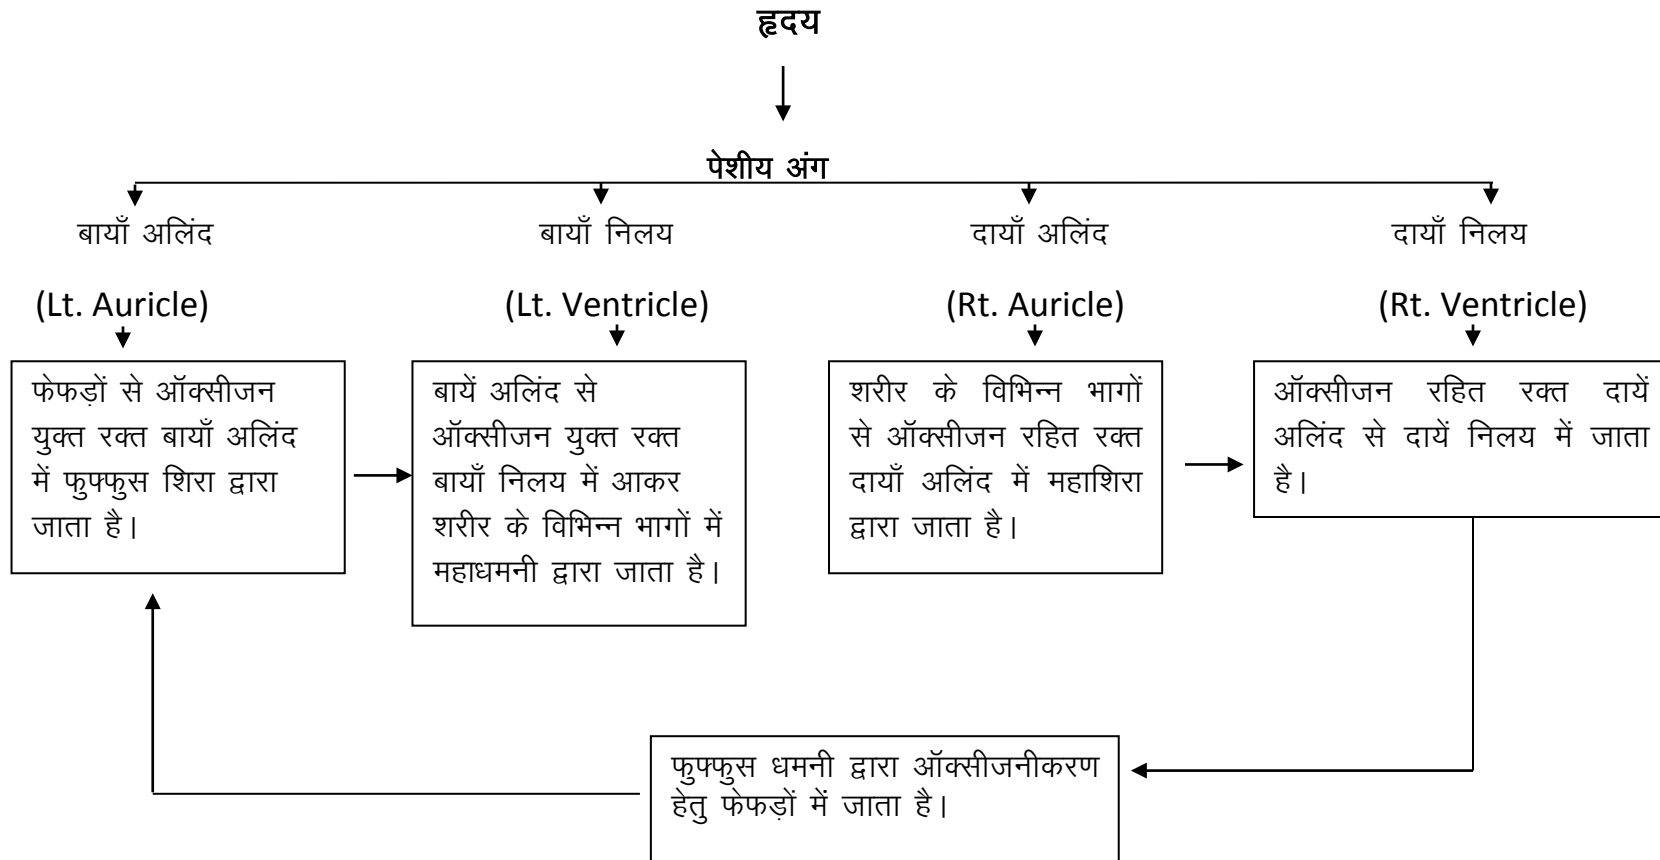 हृदय
पेशीय अंग
बायाँ अलिंद
बायाँ निलय
दायाँ अलिंद
दायाँ निलय
(Lt. Auricle)
(Lt. Ventricle)
(Rt. Auricle)
(Rt. Ventricle)
फेफड़ों से ऑक्सीजन
युक्त रक्त बायाँ अलिंद
में फुफ्फुस शिरा द्वारा
जाता है।
बायें अलिंद से
ऑक्सीजन युक्त रक्त
बायाँ निलय में आकर
शरीर के विभिन्न भागों में
महाधमनी द्वारा जाता है।
शरीर के विभिन्न भागों
से ऑक्सीजन रहित रक्त
दायाँ अलिंद में महाशिरा
द्वारा जाता है।
ऑक्सीजन रहित रक्त दायें
अलिंद से दायें निलय में जाता
है।
फुफ्फुस धमनी द्वारा ऑक्सीजनीकरण
हेतु फेफड़ों में जाता है।